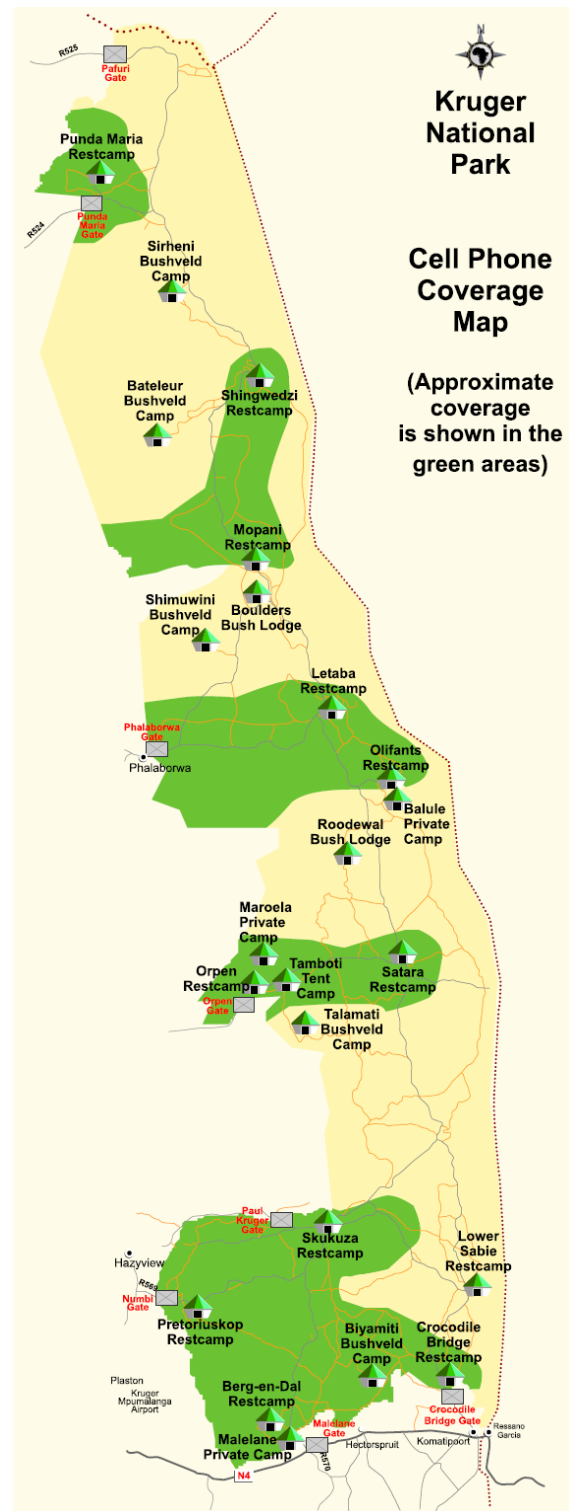 R525
Pafuri
Gate
Kruger
National
Park
Punda Maria
Restcamp
Punda
Maria
Gate
R524
Sirheni
Bushveld
Camp
Cell Phone
Coverage
Map
(Approximate
coverage
is shown in the
green areas)
Bateleur
Bushveld
Camp
Shingwedzi
Restcamp
Mopani
Restcamp
Shimuwini
Bushveld
Camp
Boulders
Bush Lodge
Letaba
Restcamp
Phalaborwa
Gate
Phalaborwa
Olifants
Restcamp
Balule
Private
Camp
Roodewal
Bush Lodge
Maroela
Private
Camp
Orpen
Restcamp
Tamboti
Tent
Camp
Satara
Restcamp
Orpen
Gate
Talamati
Bushveld
Camp
Paul
Kruger
Gate
Skukuza
Restcamp
Lower
Sabie
Restcamp
Hazyview
R569
Numbi
Gate
Pretoriuskop
Restcamp
Biyamiti
Bushveld
Camp
Crocodile
Bridge
Restcamp
Plaston
Kruger
Mpumalanga
Airport
Berg-en-Dal
Restcamp
Malelane
Gate
Crocodile
Bridge Gate
Malelane
Private Camp
Hectorspruit
Komatipoort
Ressano
Garcia
R570
N4